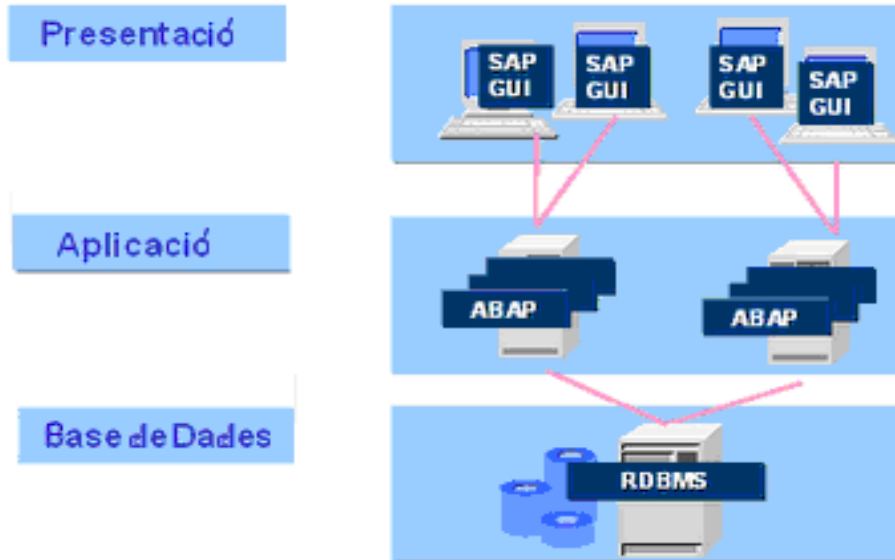 Presentació
SAP
GUI
SAP
GUI
SAP
GUI
SAP
GUI
Aplicació
ABAP
ABAP
Base de Dades
RDBMS